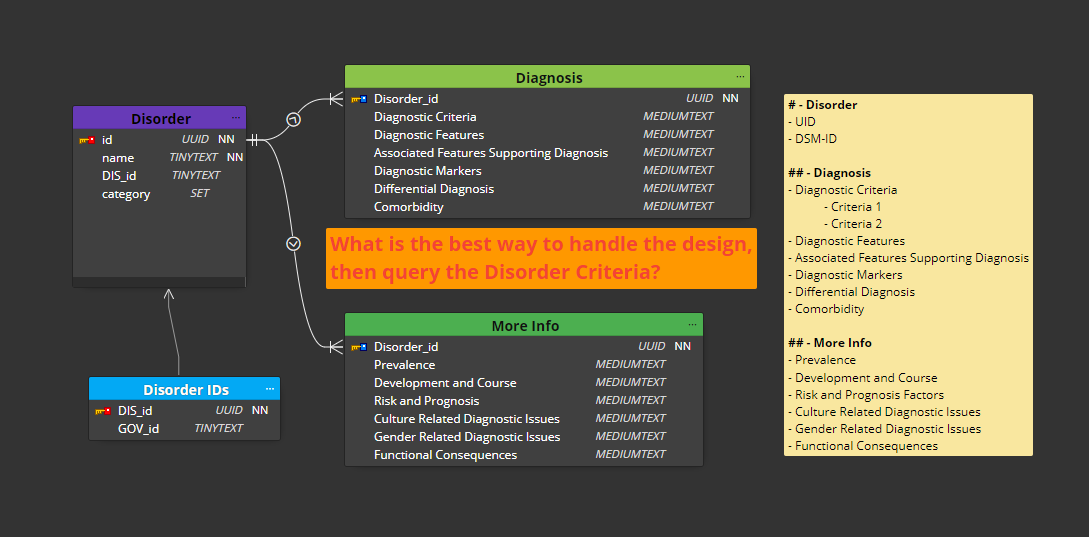 Disorder ...
id UUID NN
name TINYTEXT NN
DIS_id TINYTEXT
category SET
Disorder IDs ...
DIS_id UUID NN
GOV_id TINYTEXT
Diagnosis ...
Disorder_id UUID NN
Diagnostic Criteria MEDIUMTEXT
Diagnostic Features MEDIUMTEXT
Associated Features Supporting Diagnosis MEDIUMTEXT
Diagnostic Markers MEDIUMTEXT
Differential Diagnosis MEDIUMTEXT
Comorbidity MEDIUMTEXT
What is the best way to handle the design,
then query the Disorder Criteria?
More Info ...
Disorder_id UUID NN
Prevalence MEDIUMTEXT
Development and Course MEDIUMTEXT
Risk and Prognosis MEDIUMTEXT
Culture Related Diagnostic Issues MEDIUMTEXT
Gender Related Diagnostic Issues MEDIUMTEXT
Functional Consequences MEDIUMTEXT
# - Disorder
- UID
- DSM-ID
## - Diagnosis
- Diagnostic Criteria
- Criteria 1
- Criteria 2
- Diagnostic Features
- Associated Features Supporting Diagnosis
- Diagnostic Markers
- Differential Diagnosis
- Comorbidity
## - More Info
- Prevalence
- Development and Course
- Risk and Prognosis Factors
- Culture Related Diagnostic Issues
- Gender Related Diagnostic Issues
- Functional Consequences